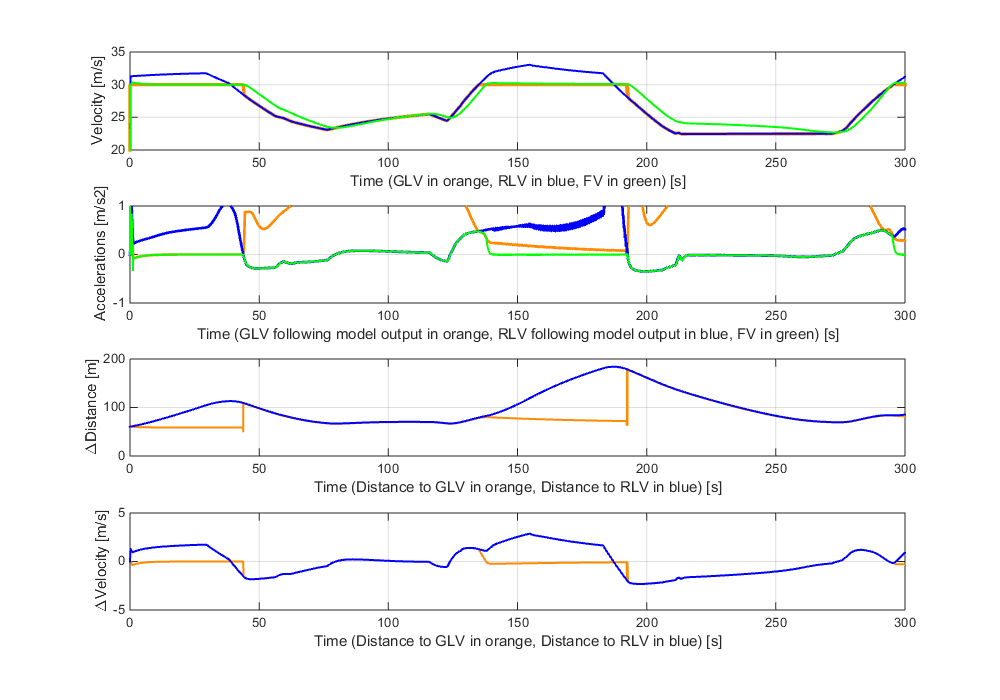 35
30
25
20
Velocity [m/s]
0 50 100 150 200 250 300
Time (GLV in orange, RLV in blue, FV in green) [s]
1
0
-1
Accelerations [m/s2]
0 50 100 150 200 250 300
Time (GLV following model output in orange, RLV following model output in blue, FV in green) [s]
200
100
0
Δ Distance [m]
0 50 100 150 200 250 300
Time (Distance to GLV in orange, Distance to RLV in blue) [s]
5
0
-5
Δ Velocity [m/s]
0 50 100 150 200 250 300
Time (Distance to GLV in orange, Distance to RLV in blue) [s]